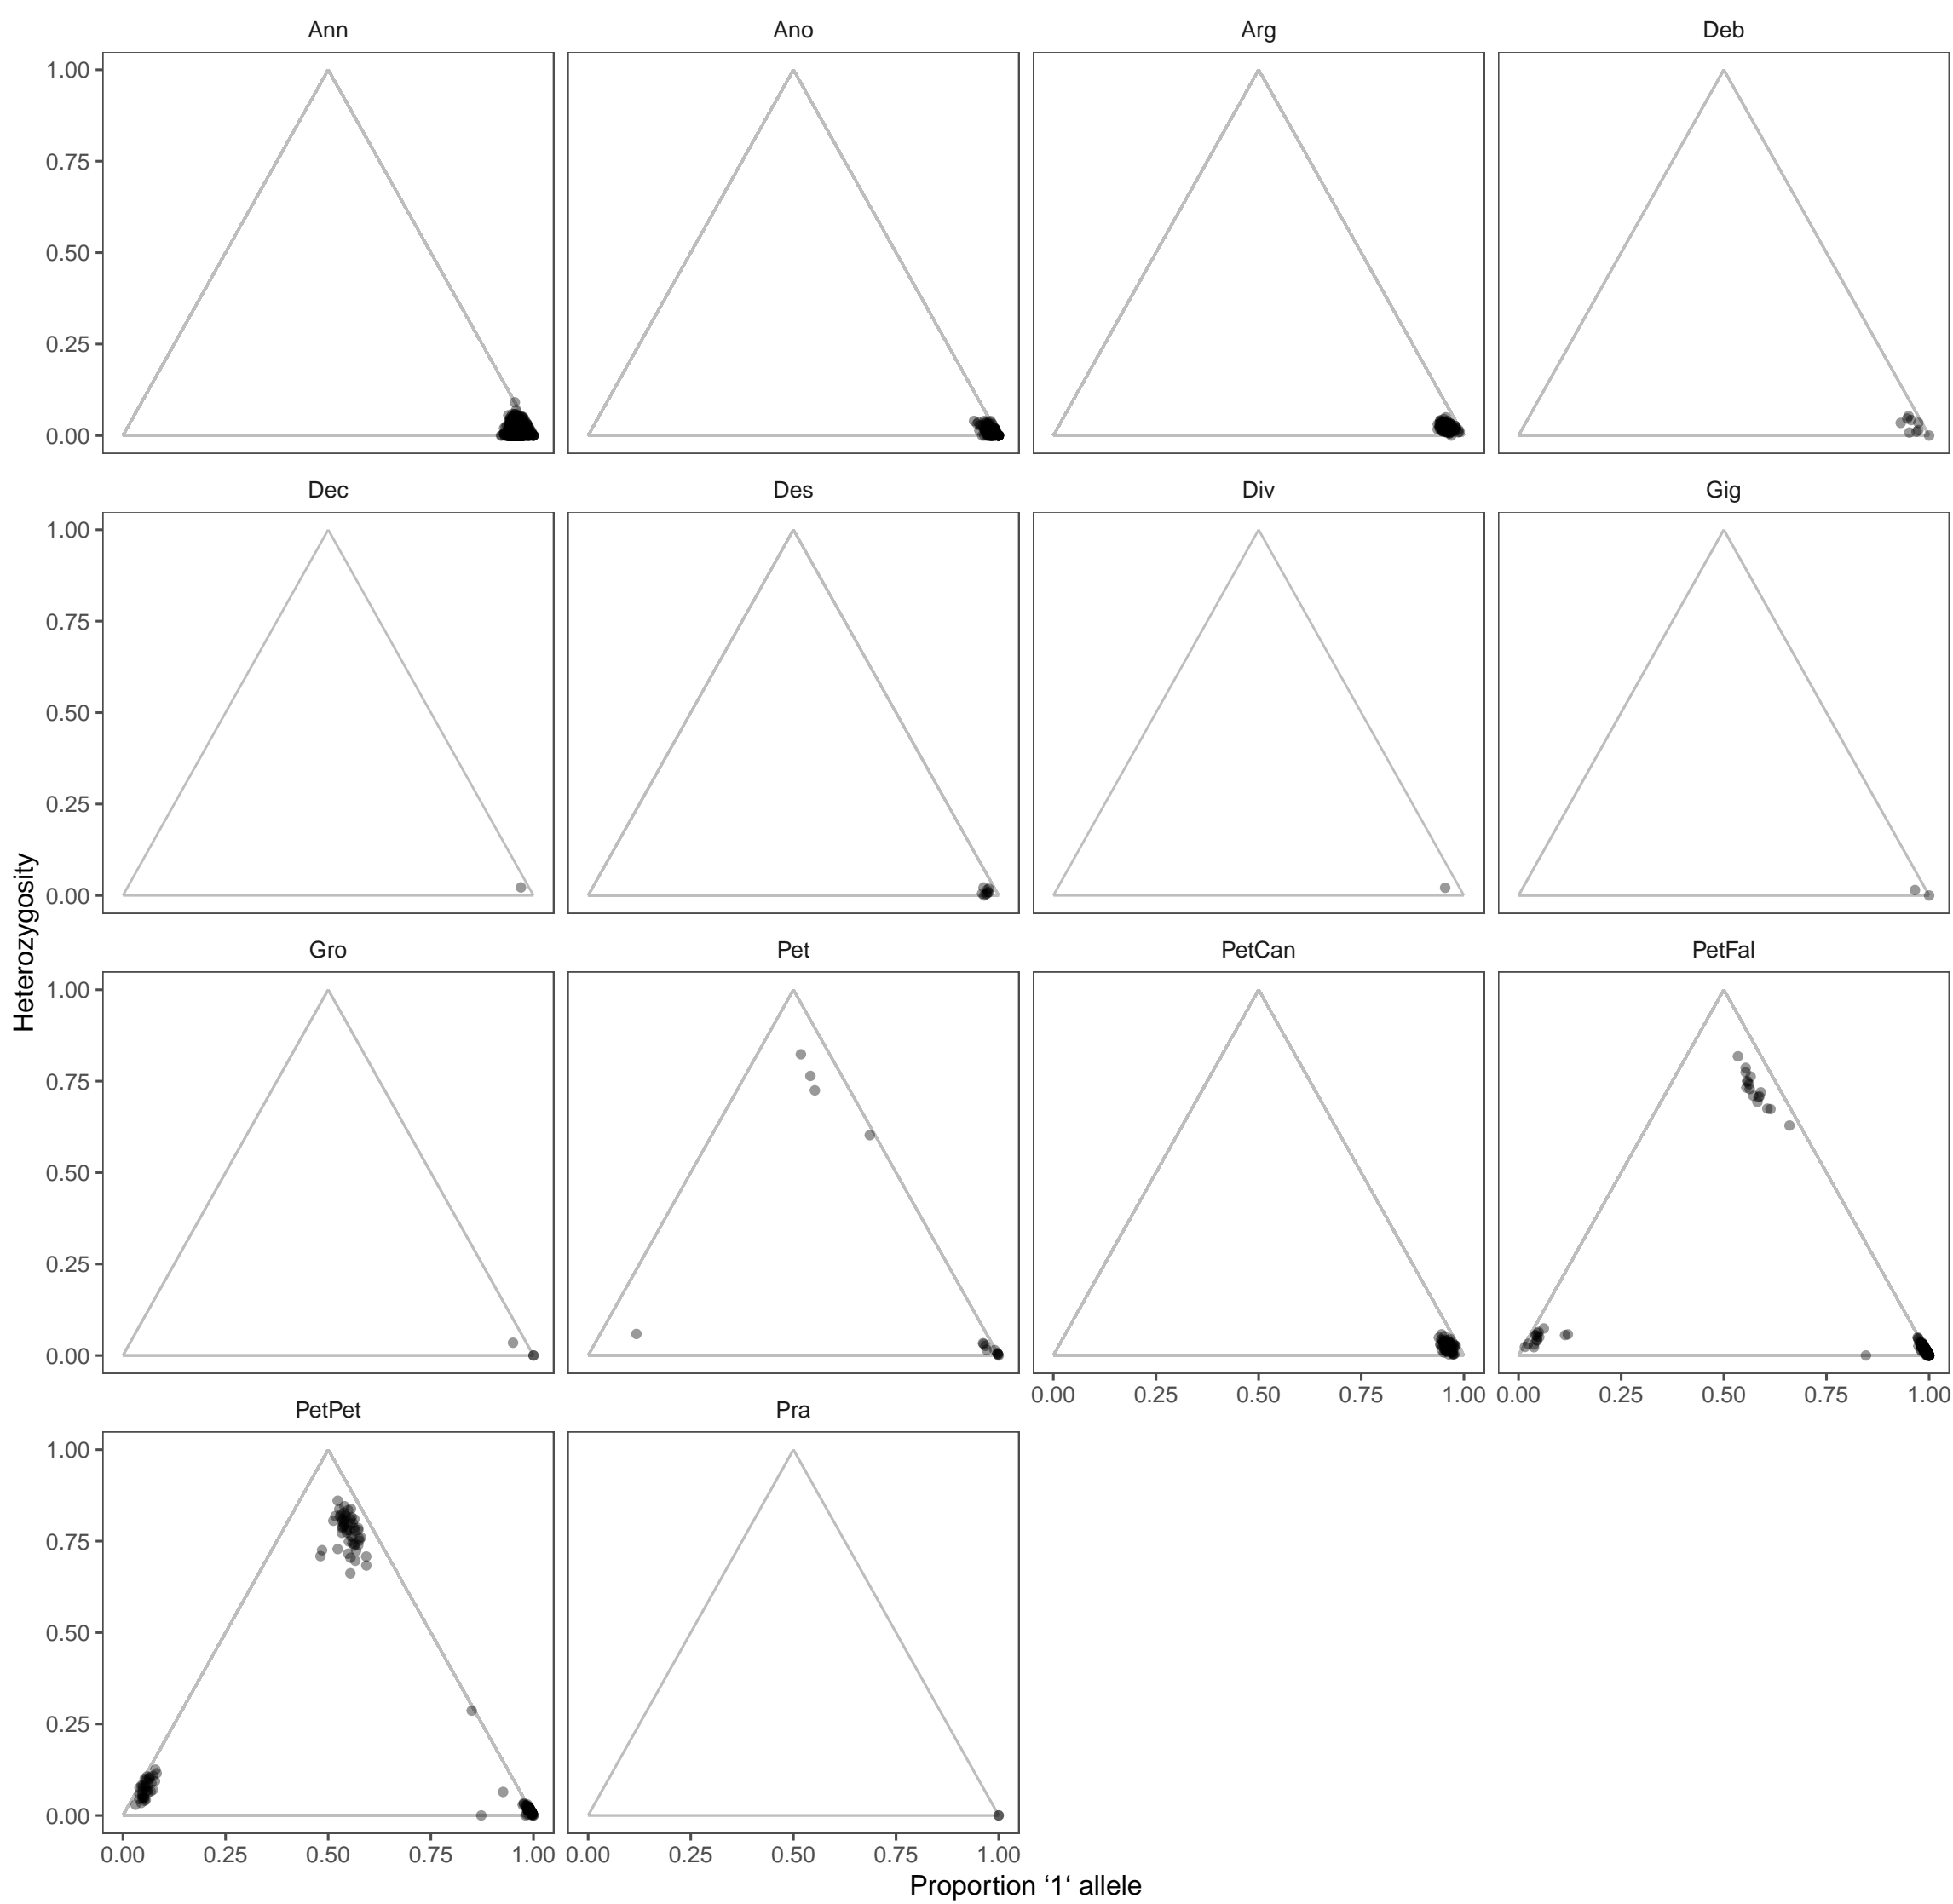 Ann Ano Arg Deb
1.00
0.75
0.50
0.25
0.00
Dec Des Div Gig
1.00
0.75
0.50
0.25
0.00
Heterozygosity
Gro Pet PetCan PetFal
1.00
0.75
0.50
0.25
0.00
0.00 0.25 0.50 0.75 1.00 0.00 0.25 0.50 0.75 1.00
PetPet Pra
1.00
0.75
0.50
0.25
0.00
0.00 0.25 0.50 0.75 1.00 0.00 0.25 0.50 0.75 1.00
Proportion ‘1‘ allele